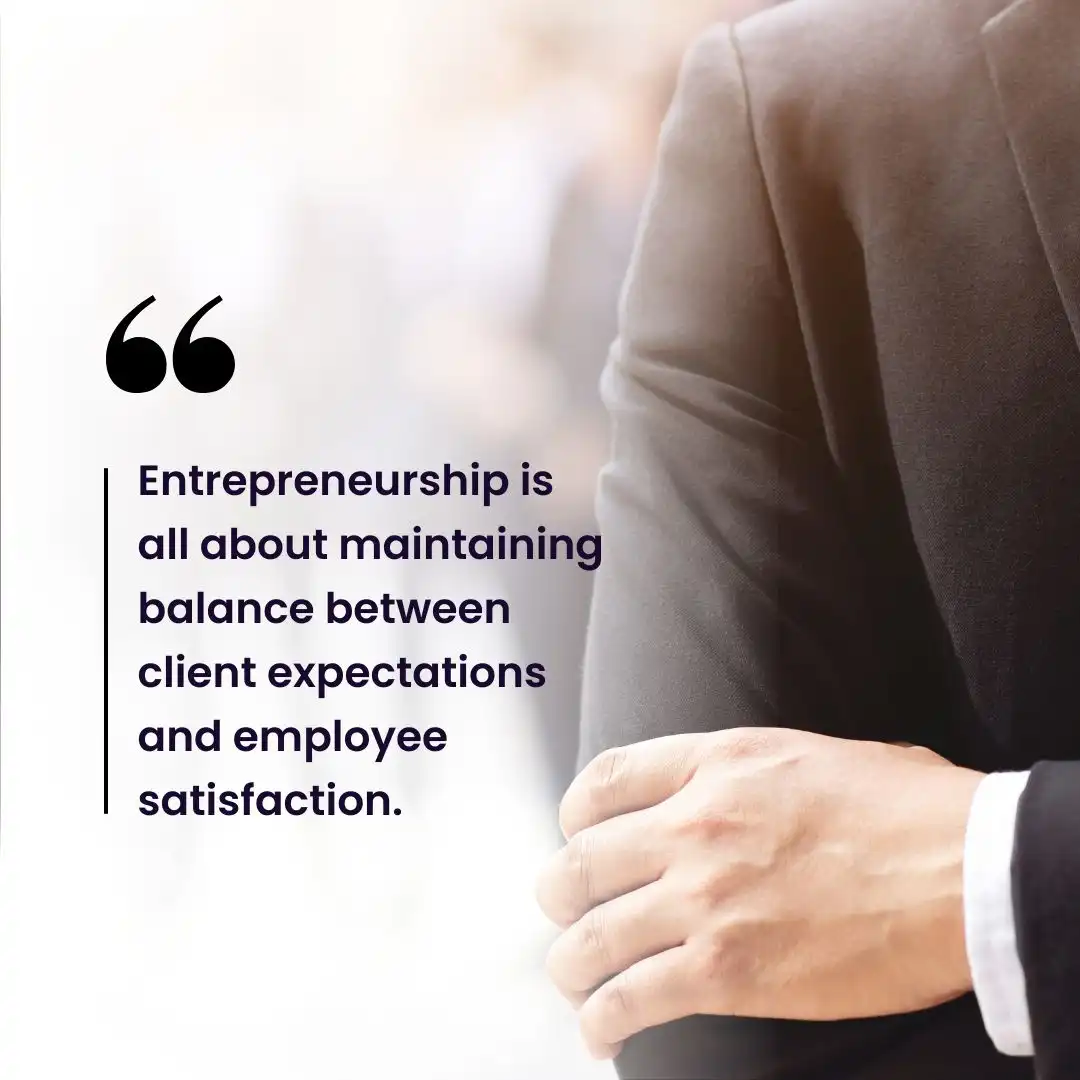 “
Entrepreneurship is
all about maintaining
balance between
client expectations
and employee
satisfaction.